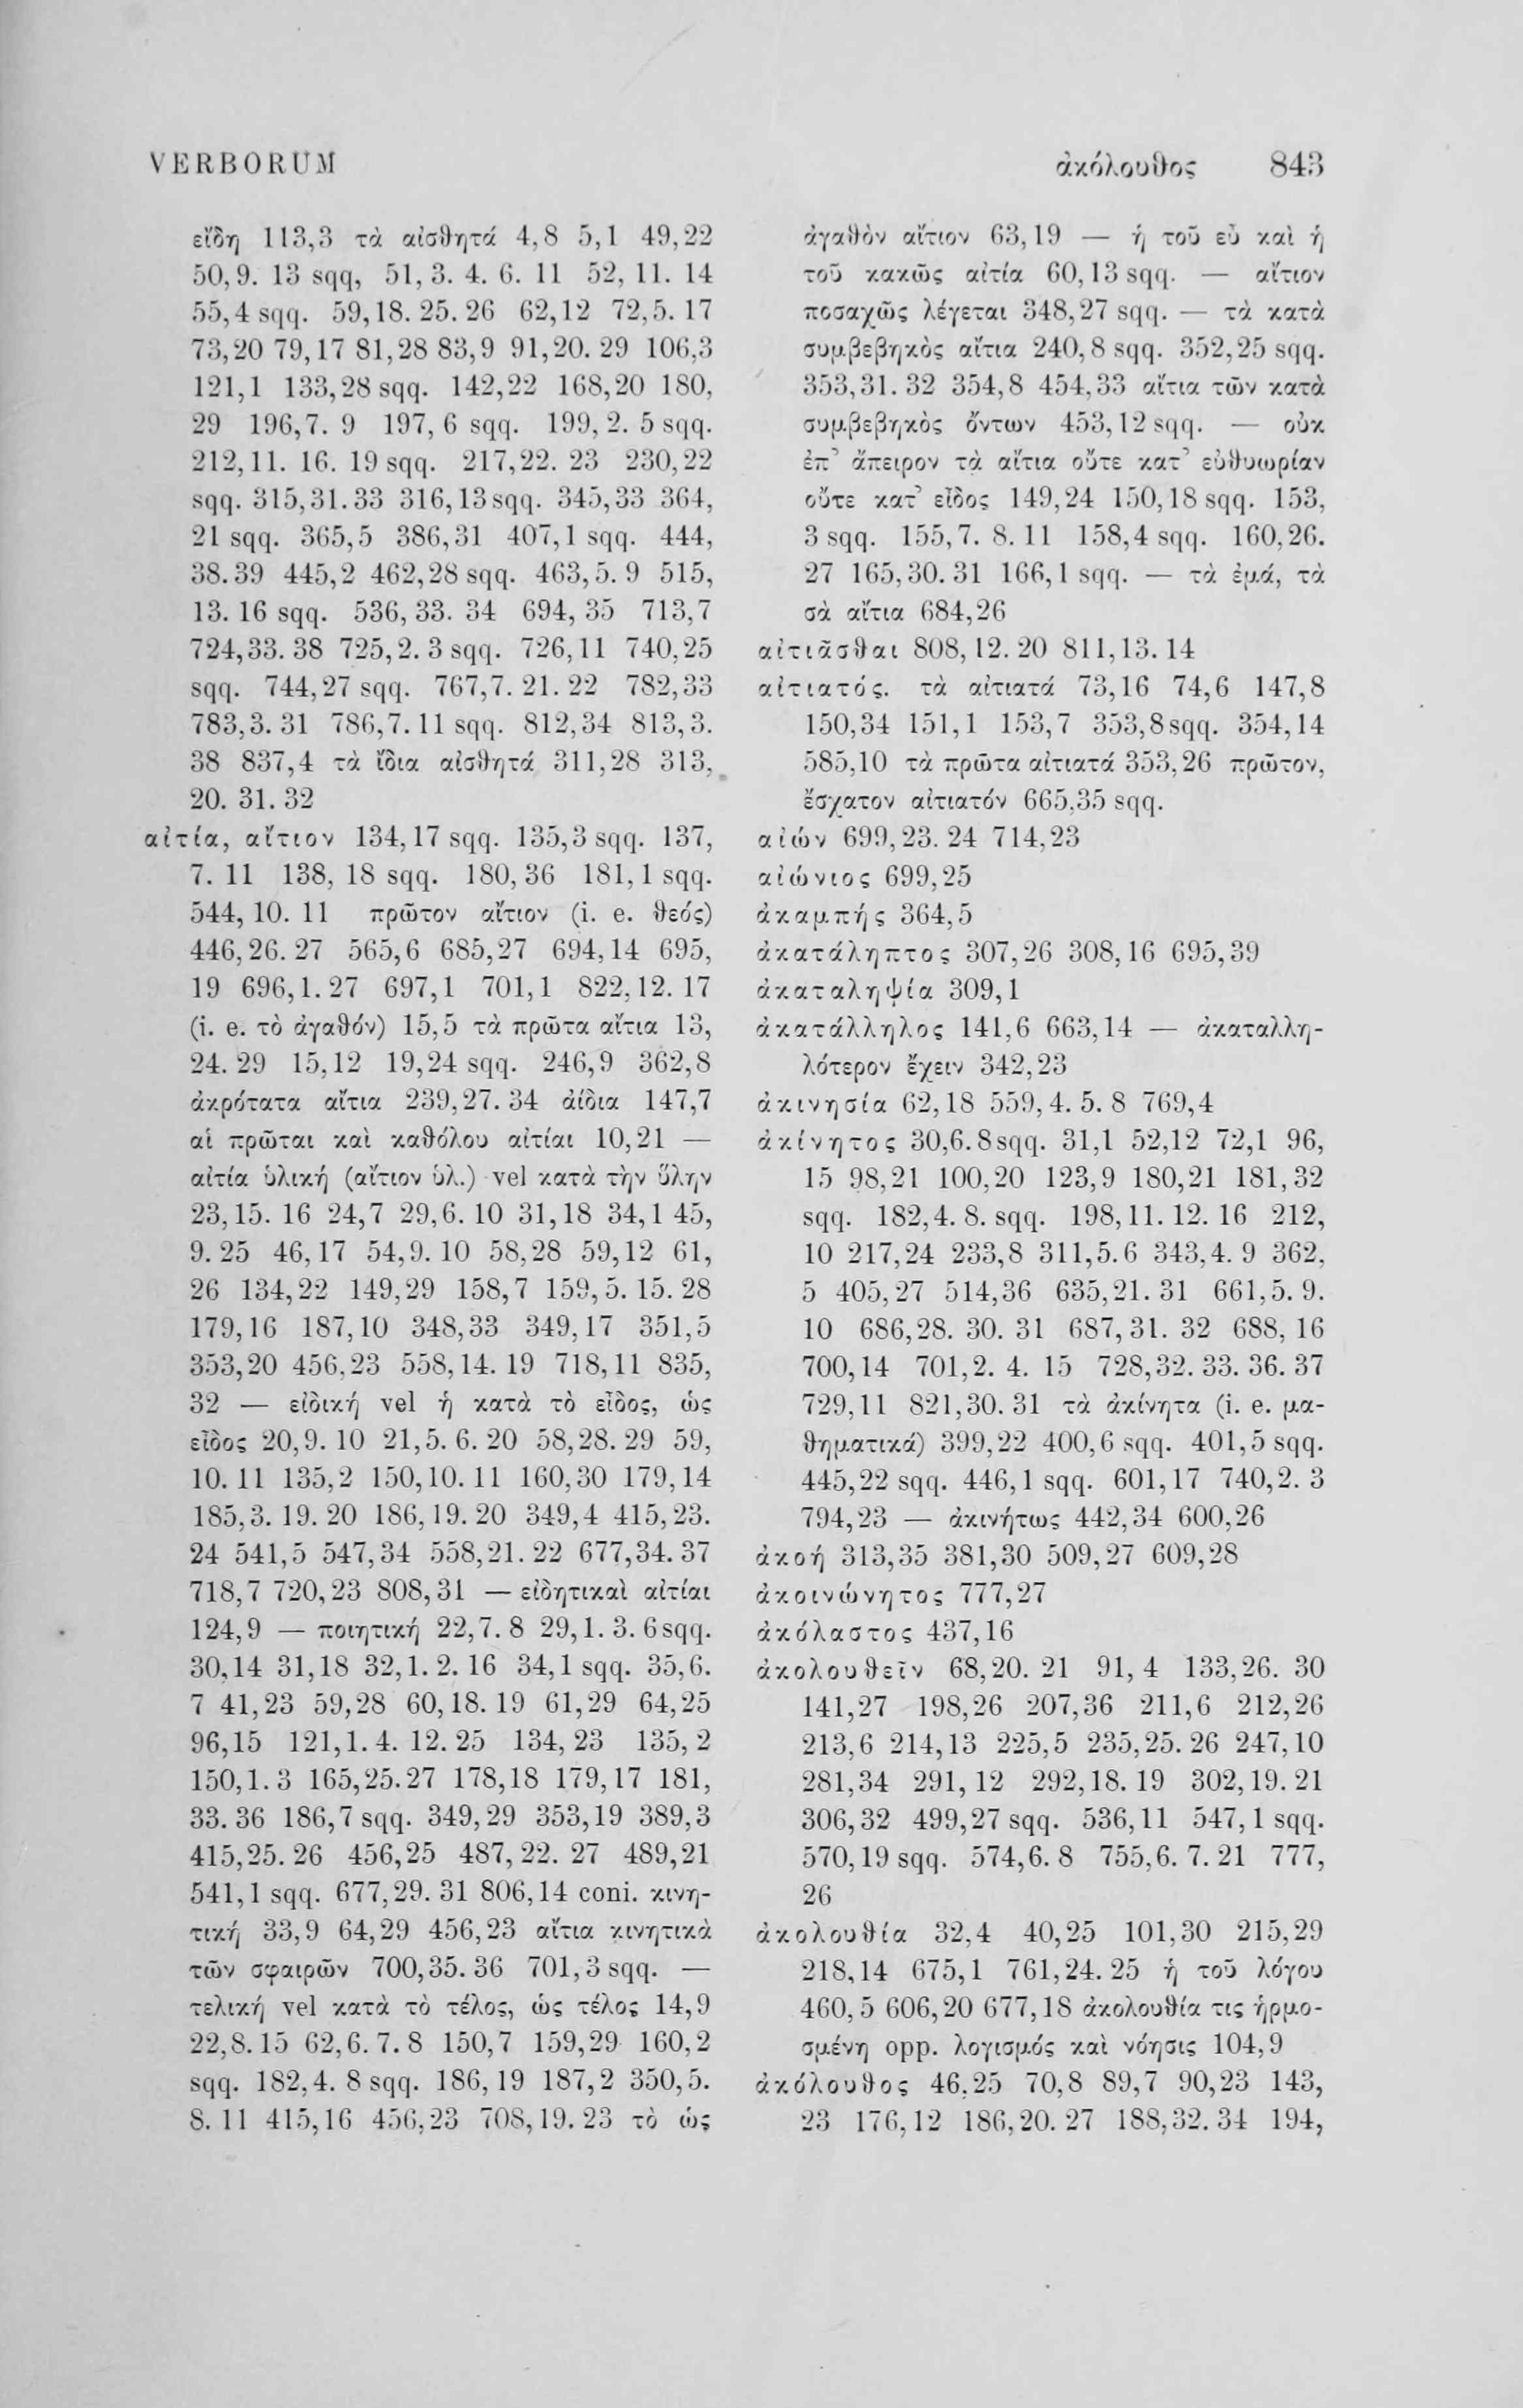 VERBORUM ἀκόλουθος 843
εἴδη 113,3 τὰ αἰσθητά 4,8 5,1 49,22
50,9. 13 sqq, 51, 3. 4. 6. 11 52, 11. 14
55,4 sqq. 59,18. 25. 26 62,12 72,5. 17
73,20 79,17 81,28 83,9 91,20. 29 106,3
121,1 133,28 sqq. 142,22 168,20 180,
29 196,7. 9 197, 6 sqq. 199, 2. 5 sqq.
212,11. 16. 19 sqq. 217,22. 23 230,22
sqq. 315,31. 33 316,13 sqq. 345,33 364,
21 sqq. 365,5 386,31 407,1 sqq. 444,
38. 39 445,2 462,28 sqq. 463,5. 9 515,
13. 16 sqq. 536, 33. 34 694, 35 713,7
724,33. 38 725,2. 3 sqq. 726,11 740,25
sqq. 744,27 sqq. 767,7. 21. 22 782,33
783,3. 31 786,7. 11 sqq. 812,34 813,3.
38 837,4 τὰ ἴδια αἰσθητά 311,28 313,
20. 31. 32
αἰτία, αἴτιον 134,17 sqq. 135,3 sqq. 137,
7. 11 138, 18 sqq. 180, 36 181, 1 sqq.
544, 10. 11 πρῶτον αἴτιον (i. e. θεός)
446,26. 27 565,6 685,27 694,14 695,
19 696,1. 27 697,1 701,1 822,12. 17
(i. e. τὸ ἀγαθόν) 15,5 τὰ πρῶτα αἴτια 13,
24. 29 15,12 19,24 sqq. 246,9 362,8
ἀκρότατα αἴτια 239,27. 34 ἀίδια 147,7
αἱ πρῶται καὶ καθόλου αἰτίαι 10,21 —
αἰτία ὑλική (αἴτιον ὑλ.) vel κατὰ τὴν ὕλην
23,15. 16 24,7 29,6. 10 31,18 34,1 45,
9. 25 46,17 54,9. 10 58,28 59,12 61,
26 134,22 149,29 158,7 159,5. 15. 28
179,16 187,10 348,33 349,17 351,5
353,20 456,23 558,14. 19 718,11 835,
32 — εἰδική vel ἡ κατὰ τὸ εἶδος, ὡς
εἶδος 20,9. 10 21,5. 6. 20 58,28. 29 59,
10. 11 135,2 150,10. 11 160,30 179,14
185,3. 19. 20 186,19. 20 349,4 415,23.
24 541,5 547,34 558,21. 22 677,34. 37
718,7 720,23 808,31 — εἰδητικαὶ αἰτίαι
124,9 — ποιητική 22,7. 8 29,1. 3. 6 sqq.
30,14 31,18 32,1. 2. 16 34,1 sqq. 35,6.
7 41,23 59,28 60,18. 19 61,29 64,25
96,15 121,1. 4. 12. 25 134, 23 135, 2
150,1. 3 165,25. 27 178,18 179,17 181,
33. 36 186,7 sqq. 349,29 353,19 389,3
415,25. 26 456,25 487, 22. 27 489,21
541,1 sqq. 677,29. 31 806,14 coni. κινη-
τική 33,9 64,29 456,23 αἴτια κινητικὰ
τῶν σφαιρῶν 700,35. 36 701,3 sqq. —
τελική vel κατὰ τὸ τέλος, ὡς τέλος 14,9
22,8. 15 62,6. 7. 8 150,7 159,29 160,2
sqq. 182,4. 8 sqq. 186, 19 187,2 350,5.
8. 11 415,16 456,23 708,19. 23 τὸ ὡς
ἀγαθὸν αἴτιον 63,19 — ἡ τοῦ εὖ καὶ ἡ
τοῦ κακῶς αἰτία 60,13 sqq. — αἴτιον
ποσαχῶς λέγεται 348,27 sqq. — τὰ κατὰ
συμβεβηκὸς αἴτια 240,8 sqq. 352,25 sqq.
353,31. 32 354,8 454,33 αἴτια τῶν κατὰ
συμβεβηκὸς ὄντων 453,12 sqq. — οὐκ
ἐπ᾽ ἄπειρον τὰ αἴτια οὔτε κατ᾽ εὐθυωρίαν
οὔτε κατ᾽ εἶδος 149,24 150,18 sqq. 153,
3 sqq. 155,7. 8. 11 158,4 sqq. 160,26.
27 165,30. 31 166,1 sqq. — τὰ ἐμά, τὰ
σὰ αἴτια 684,26
αἰτιᾶσθαι 808, 12. 20 811,13. 14
αἰτιατός. τὰ αἰτιατά 73,16 74,6 147,8
150,34 151,1 153,7 353,8 sqq. 354,14
585,10 τὰ πρῶτα αἰτιατά 353,26 πρῶτον,
ἔσχατον αἰτιατόν 665,35 sqq.
αἰών 699,23. 24 714,23
αἰώνιος 699,25
ἀκαμπής 364,5
ἀκατάληπτος 307,26 308,16 695,39
ἀκαταληψία 309,1
ἀκατάλληλος 141,6 663,14 — ἀκαταλλη-
λότερον ἔχειν 342,23
ἀκινησία 62,18 559,4. 5. 8 769,4
ἀκίνητος 30,6. 8 sqq. 31,1 52,12 72,1 96,
15 98,21 100,20 123,9 180,21 181,32
sqq. 182,4. 8. sqq. 198,11. 12. 16 212,
10 217,24 233,8 311,5. 6 343,4. 9 362,
5 405,27 514,36 635,21. 31 661,5. 9.
10 686,28. 30. 31 687,31. 32 688, 16
700,14 701,2. 4. 15 728,32. 33. 36. 37
729,11 821,30. 31 τὰ ἀκίνητα (i. e. μα-
θηματικά) 399,22 400,6 sqq. 401,5 sqq.
445,22 sqq. 446,1 sqq. 601,17 740,2. 3
794,23 — ἀκινήτως 442,34 600,26
ἀκοή 313,35 381,30 509,27 609,28
ἀκοινώνητος 777,27
ἀκόλαστος 437,16
ἀκολουθεῖν 68,20. 21 91,4 133,26. 30
141,27 198,26 207,36 211,6 212,26
213,6 214,13 225,5 235,25. 26 247,10
281,34 291,12 292,18. 19 302,19. 21
306,32 499,27 sqq. 536,11 547,1 sqq.
570,19 sqq. 574,6. 8 755,6. 7. 21 777,
26
ἀκολουθία 32,4 40,25 101,30 215,29
218,14 675,1 761,24. 25 ἡ τοῦ λόγου
460,5 606,20 677,18 ἀκολουθία τις ἡρμο-
σμένη opp. λογισμός καὶ νόησις 104,9
ἀκόλουθος 46,25 70,8 89,7 90,23 143,
23 176,12 186,20. 27 188,32. 34 194,